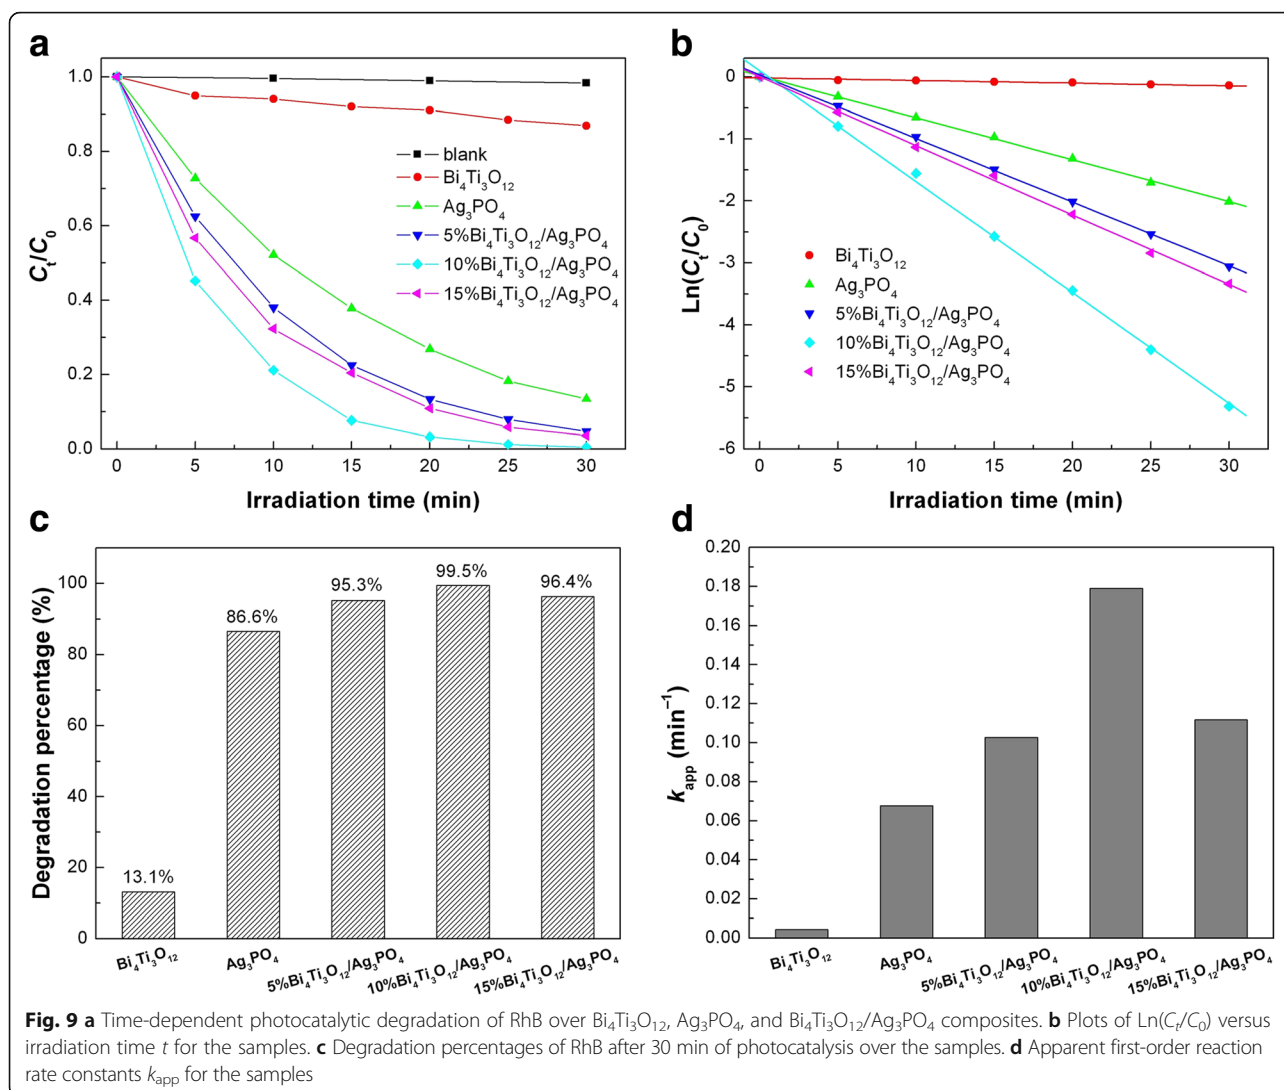 a
1.0
0.8
0.6
0.4
0.2
0.0
C_t/C_0
0 5 10 15 20 25 30
Irradiation time (min)
blank
Bi₄Ti₃O₁₂
Ag₃PO₄
5%Bi₄Ti₃O₁₂/Ag₃PO₄
10%Bi₄Ti₃O₁₂/Ag₃PO₄
15%Bi₄Ti₃O₁₂/Ag₃PO₄
b
0
-1
-2
-3
-4
-5
-6
Ln(C_t/C_0)
0 5 10 15 20 25 30
Irradiation time (min)
Bi₄Ti₃O₁₂
Ag₃PO₄
5%Bi₄Ti₃O₁₂/Ag₃PO₄
10%Bi₄Ti₃O₁₂/Ag₃PO₄
15%Bi₄Ti₃O₁₂/Ag₃PO₄
c
100
80
60
40
20
0
Degradation percentage (%)
13.1%
86.6%
95.3%
99.5%
96.4%
Bi₄Ti₃O₁₂
Ag₃PO₄
5%Bi₄Ti₃O₁₂/Ag₃PO₄
10%Bi₄Ti₃O₁₂/Ag₃PO₄
15%Bi₄Ti₃O₁₂/Ag₃PO₄
d
0.20
0.18
0.16
0.14
0.12
0.10
0.08
0.06
0.04
0.02
0.00
k_app (min⁻¹)
Bi₄Ti₃O₁₂
Ag₃PO₄
5%Bi₄Ti₃O₁₂/Ag₃PO₄
10%Bi₄Ti₃O₁₂/Ag₃PO₄
15%Bi₄Ti₃O₁₂/Ag₃PO₄
Fig. 9 a Time-dependent photocatalytic degradation of RhB over Bi₄Ti₃O₁₂, Ag₃PO₄, and Bi₄Ti₃O₁₂/Ag₃PO₄ composites. b Plots of Ln(C_t/C_0) versus
irradiation time t for the samples. c Degradation percentages of RhB after 30 min of photocatalysis over the samples. d Apparent first-order reaction
rate constants k_app for the samples